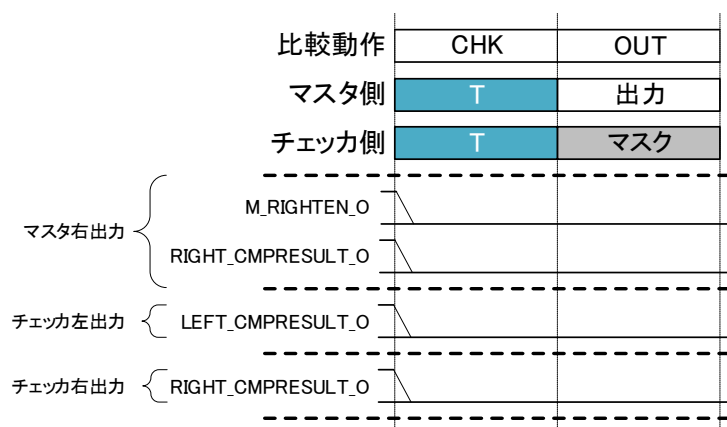 比較動作 CHK OUT
マスタ側 T 出力
チェッカ側 T マスク
マスタ右出力
M_RIGHTEN_O
RIGHT_CMPRESULT_O
チェッカ左出力 LEFT_CMPRESULT_O
チェッカ右出力 RIGHT_CMPRESULT_O